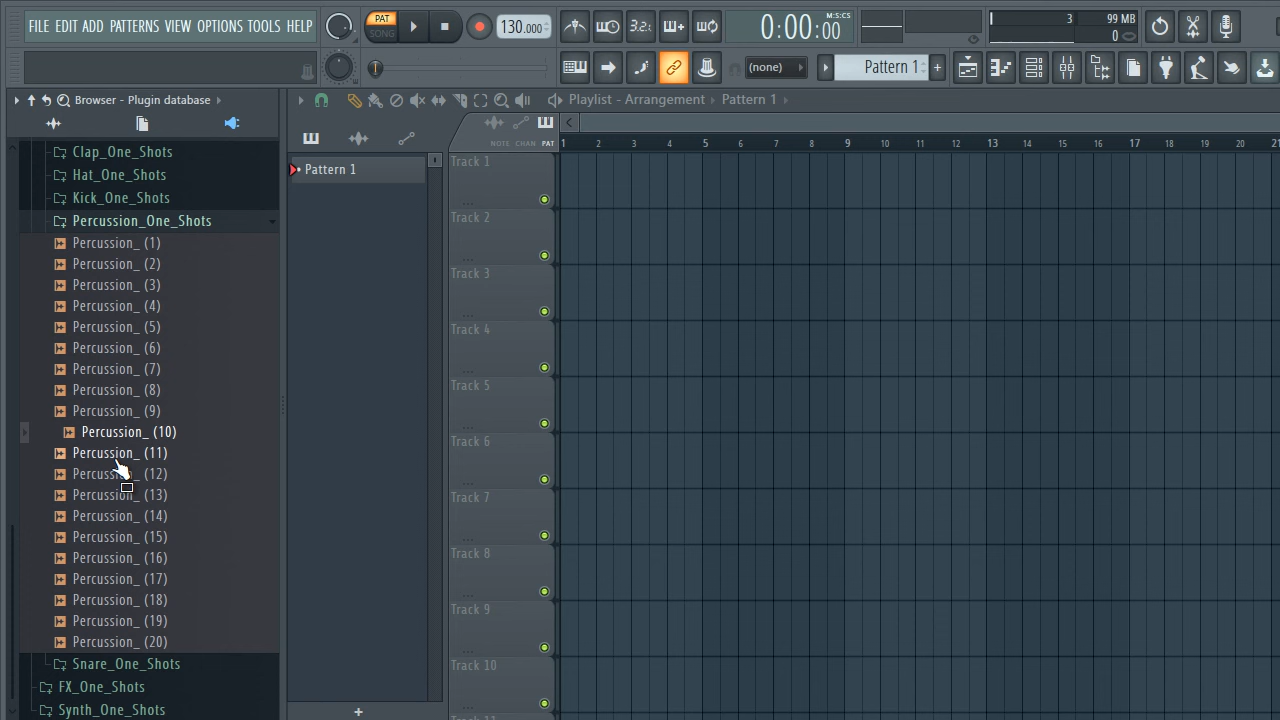 FILE EDIT ADD PATTERNS VIEW OPTIONS TOOLS HELP
PAT
SONG
130.000
3.2:
M:S:CS
0:00:00
3
99 MB
0
(none)
Pattern 1
+
Browser - Plugin database
Playlist - Arrangement
Pattern 1
NOTE CHAN PAT
1 2 3 4 5 6 7 8 9 10 11 12 13 14 15 16 17 18 19 20 21
Clap_One_Shots
Hat_One_Shots
Kick_One_Shots
Percussion_One_Shots
Percussion_ (1)
Percussion_ (2)
Percussion_ (3)
Percussion_ (4)
Percussion_ (5)
Percussion_ (6)
Percussion_ (7)
Percussion_ (8)
Percussion_ (9)
Percussion_ (10)
Percussion_ (11)
Percussion_ (12)
Percussion_ (13)
Percussion_ (14)
Percussion_ (15)
Percussion_ (16)
Percussion_ (17)
Percussion_ (18)
Percussion_ (19)
Percussion_ (20)
Snare_One_Shots
FX_One_Shots
Synth_One_Shots
Pattern 1
+
Track 1
Track 2
Track 3
Track 4
Track 5
Track 6
Track 7
Track 8
Track 9
Track 10